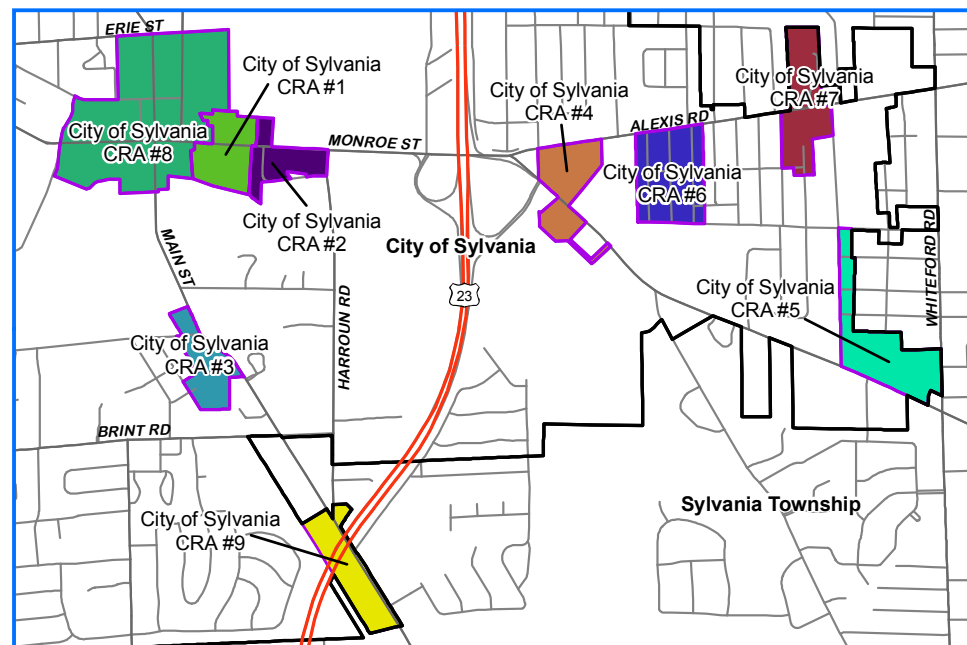 ERIE ST
City of Sylvania
CRA #1
City of Sylvania
CRA #8
City of Sylvania
CRA #2
MONROE ST
City of Sylvania
CRA #4
ALEXIS RD
City of Sylvania
CRA #7
City of Sylvania
CRA #6
City of Sylvania
23
MAIN ST
HARROUN RD
WHITEFORD RD
City of Sylvania
CRA #5
City of Sylvania
CRA #3
BRINT RD
City of Sylvania
CRA #9
Sylvania Township